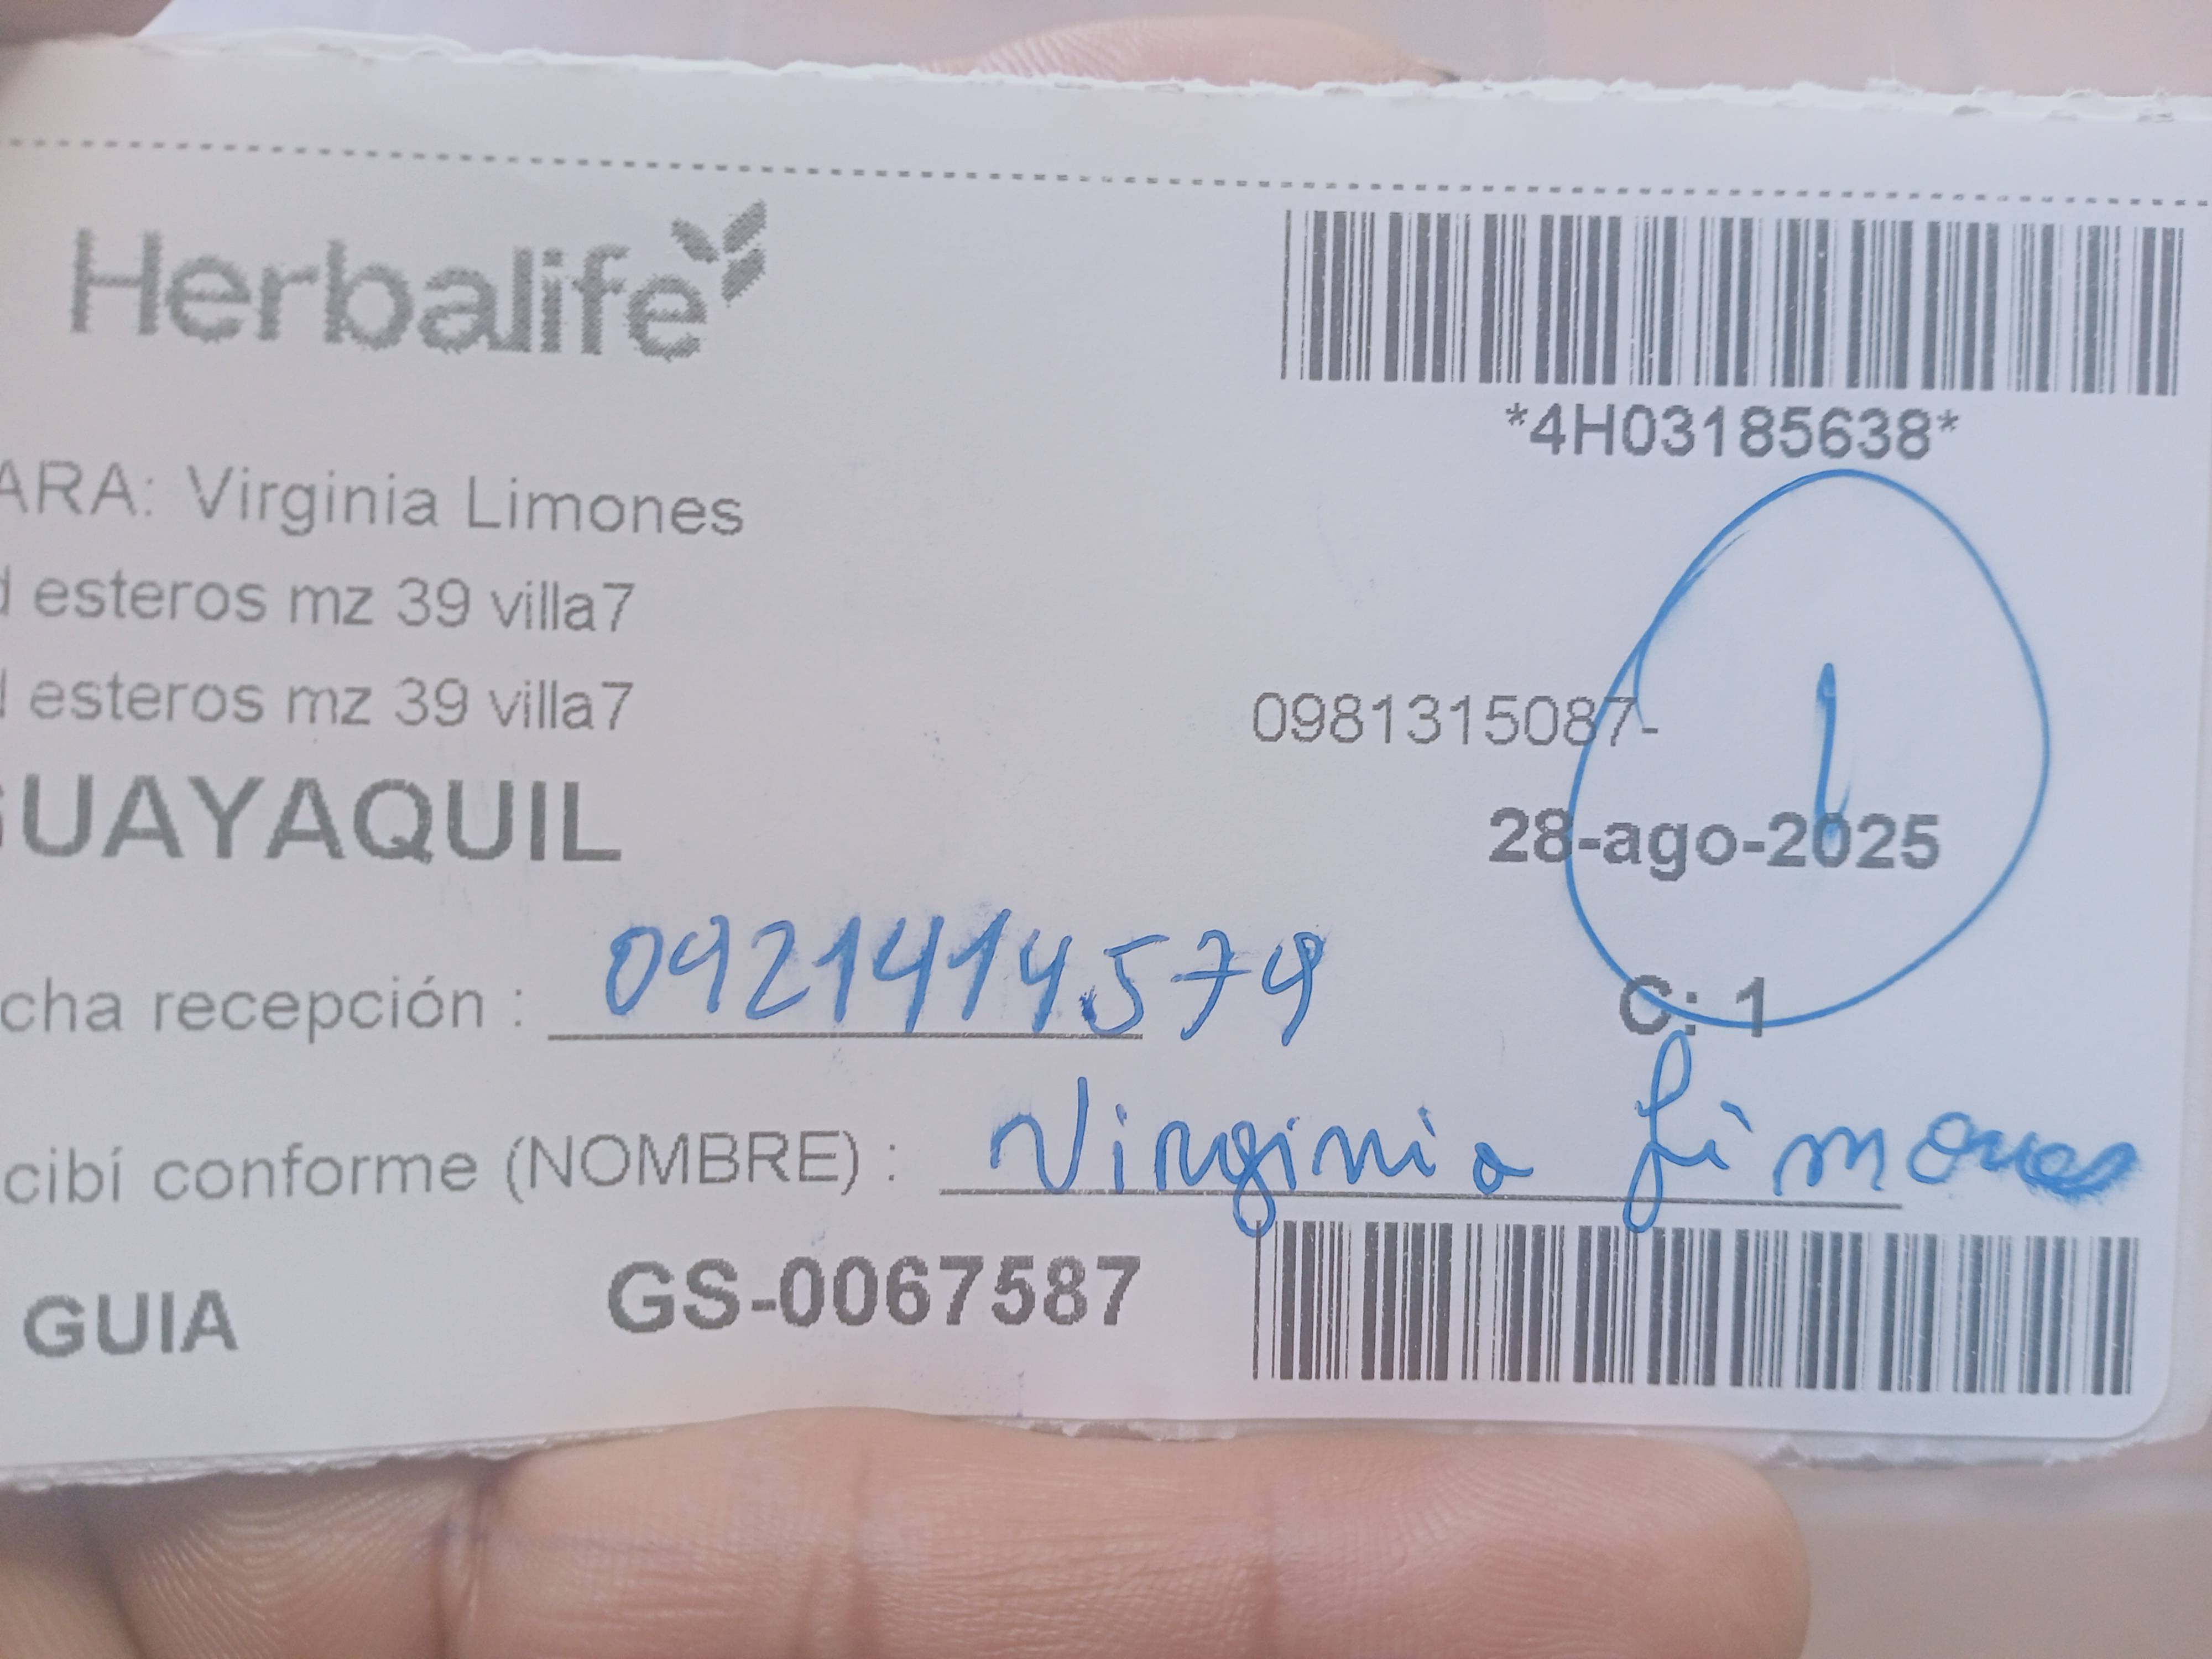 Herbalife
*4H03185638*
ARA: Virginia Limones
d esteros mz 39 villa7
d esteros mz 39 villa7
0981315087-
GUAYAQUIL
28-ago-2025
cha recepción : 0921414579
C: 1
cibí conforme (NOMBRE) : Virginia Limones
GUIA GS-0067587
1